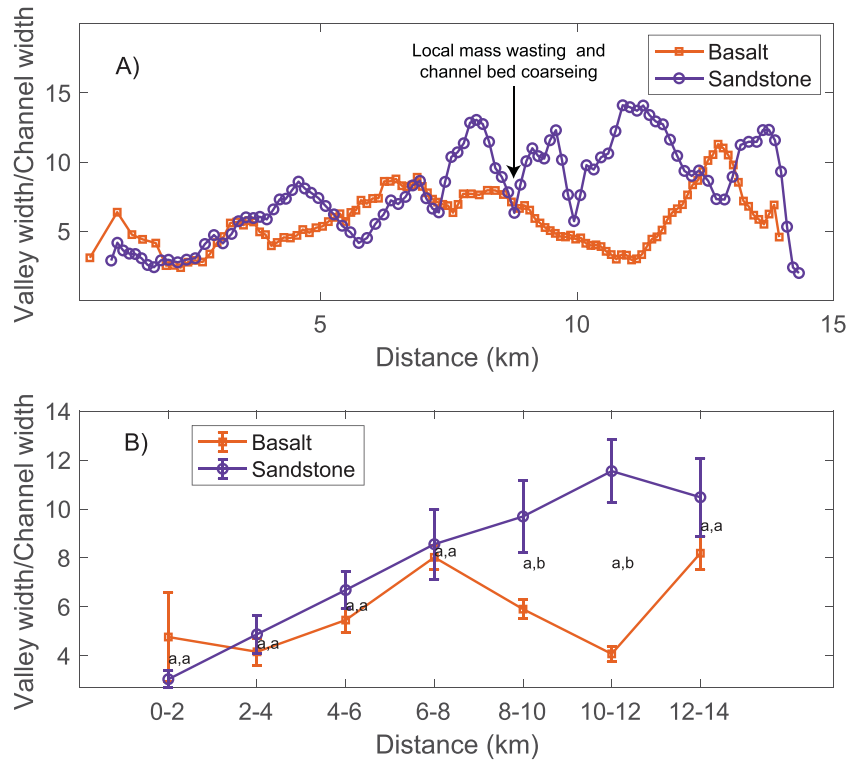 A)
Local mass wasting and
channel bed coarseing
Basalt
Sandstone
Valley width/Channel width
15
10
5
5
10
15
Distance (km)
B)
Basalt
Sandstone
Valley width/Channel width
14
12
10
8
6
4
a,a
a,a
a,a
a,a
a,b
a,b
a,a
0-2
2-4
4-6
6-8
8-10
10-12
12-14
Distance (km)